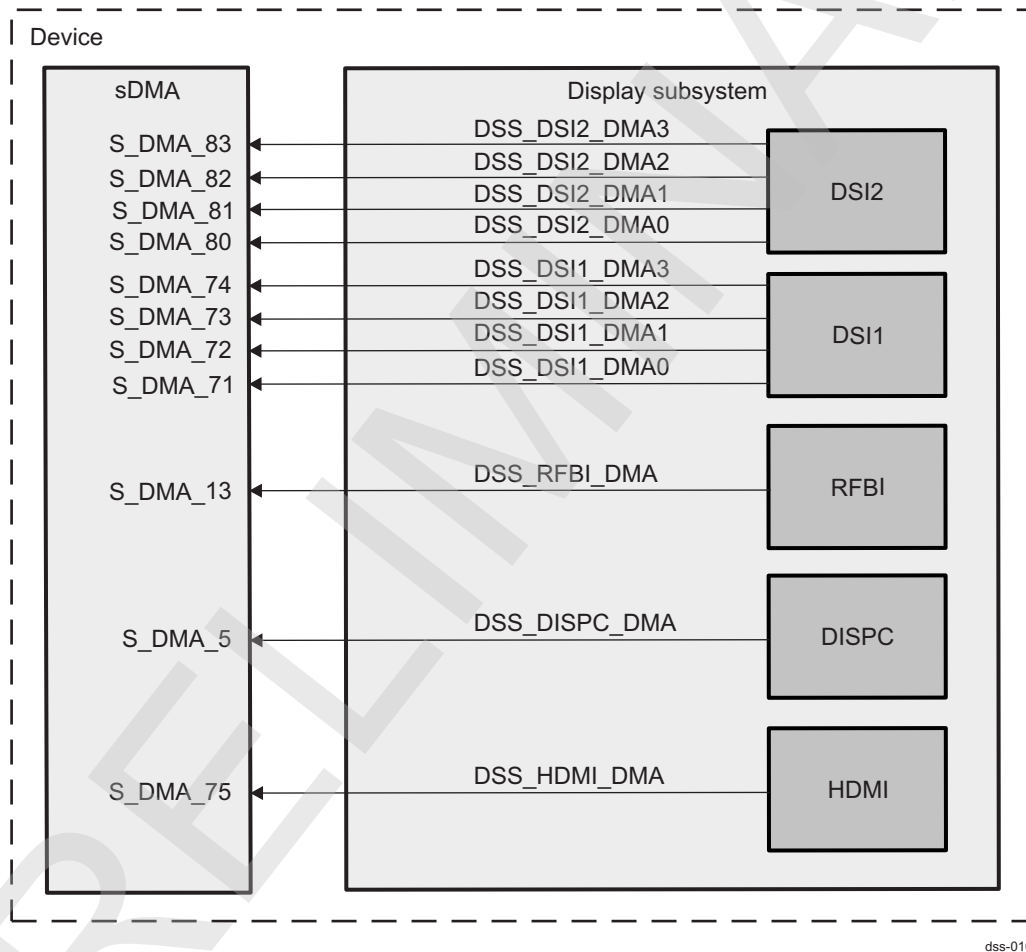 Device
sDMA
Display subsystem
S_DMA_83
DSS_DSI2_DMA3
S_DMA_82
DSS_DSI2_DMA2
S_DMA_81
DSS_DSI2_DMA1
S_DMA_80
DSS_DSI2_DMA0
DSI2
S_DMA_74
DSS_DSI1_DMA3
S_DMA_73
DSS_DSI1_DMA2
S_DMA_72
DSS_DSI1_DMA1
S_DMA_71
DSS_DSI1_DMA0
DSI1
S_DMA_13
DSS_RFBI_DMA
RFBI
S_DMA_5
DSS_DISPC_DMA
DISPC
S_DMA_75
DSS_HDMI_DMA
HDMI
RELIMINA